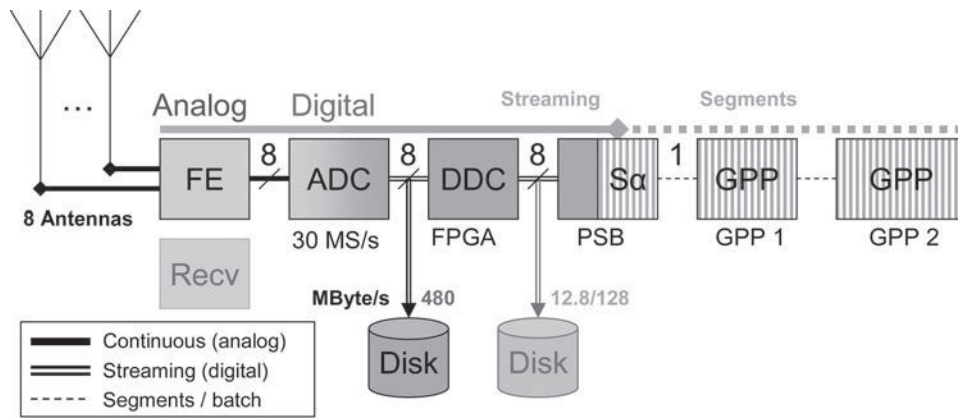 ...
Analog Digital Streaming Segments
8 8 8 1
FE ADC DDC Sα GPP GPP
8 Antennas
30 MS/s FPGA PSB GPP 1 GPP 2
Recv
MByte/s 480 12.8/128
Continuous (analog)
Streaming (digital)
Segments / batch
Disk Disk